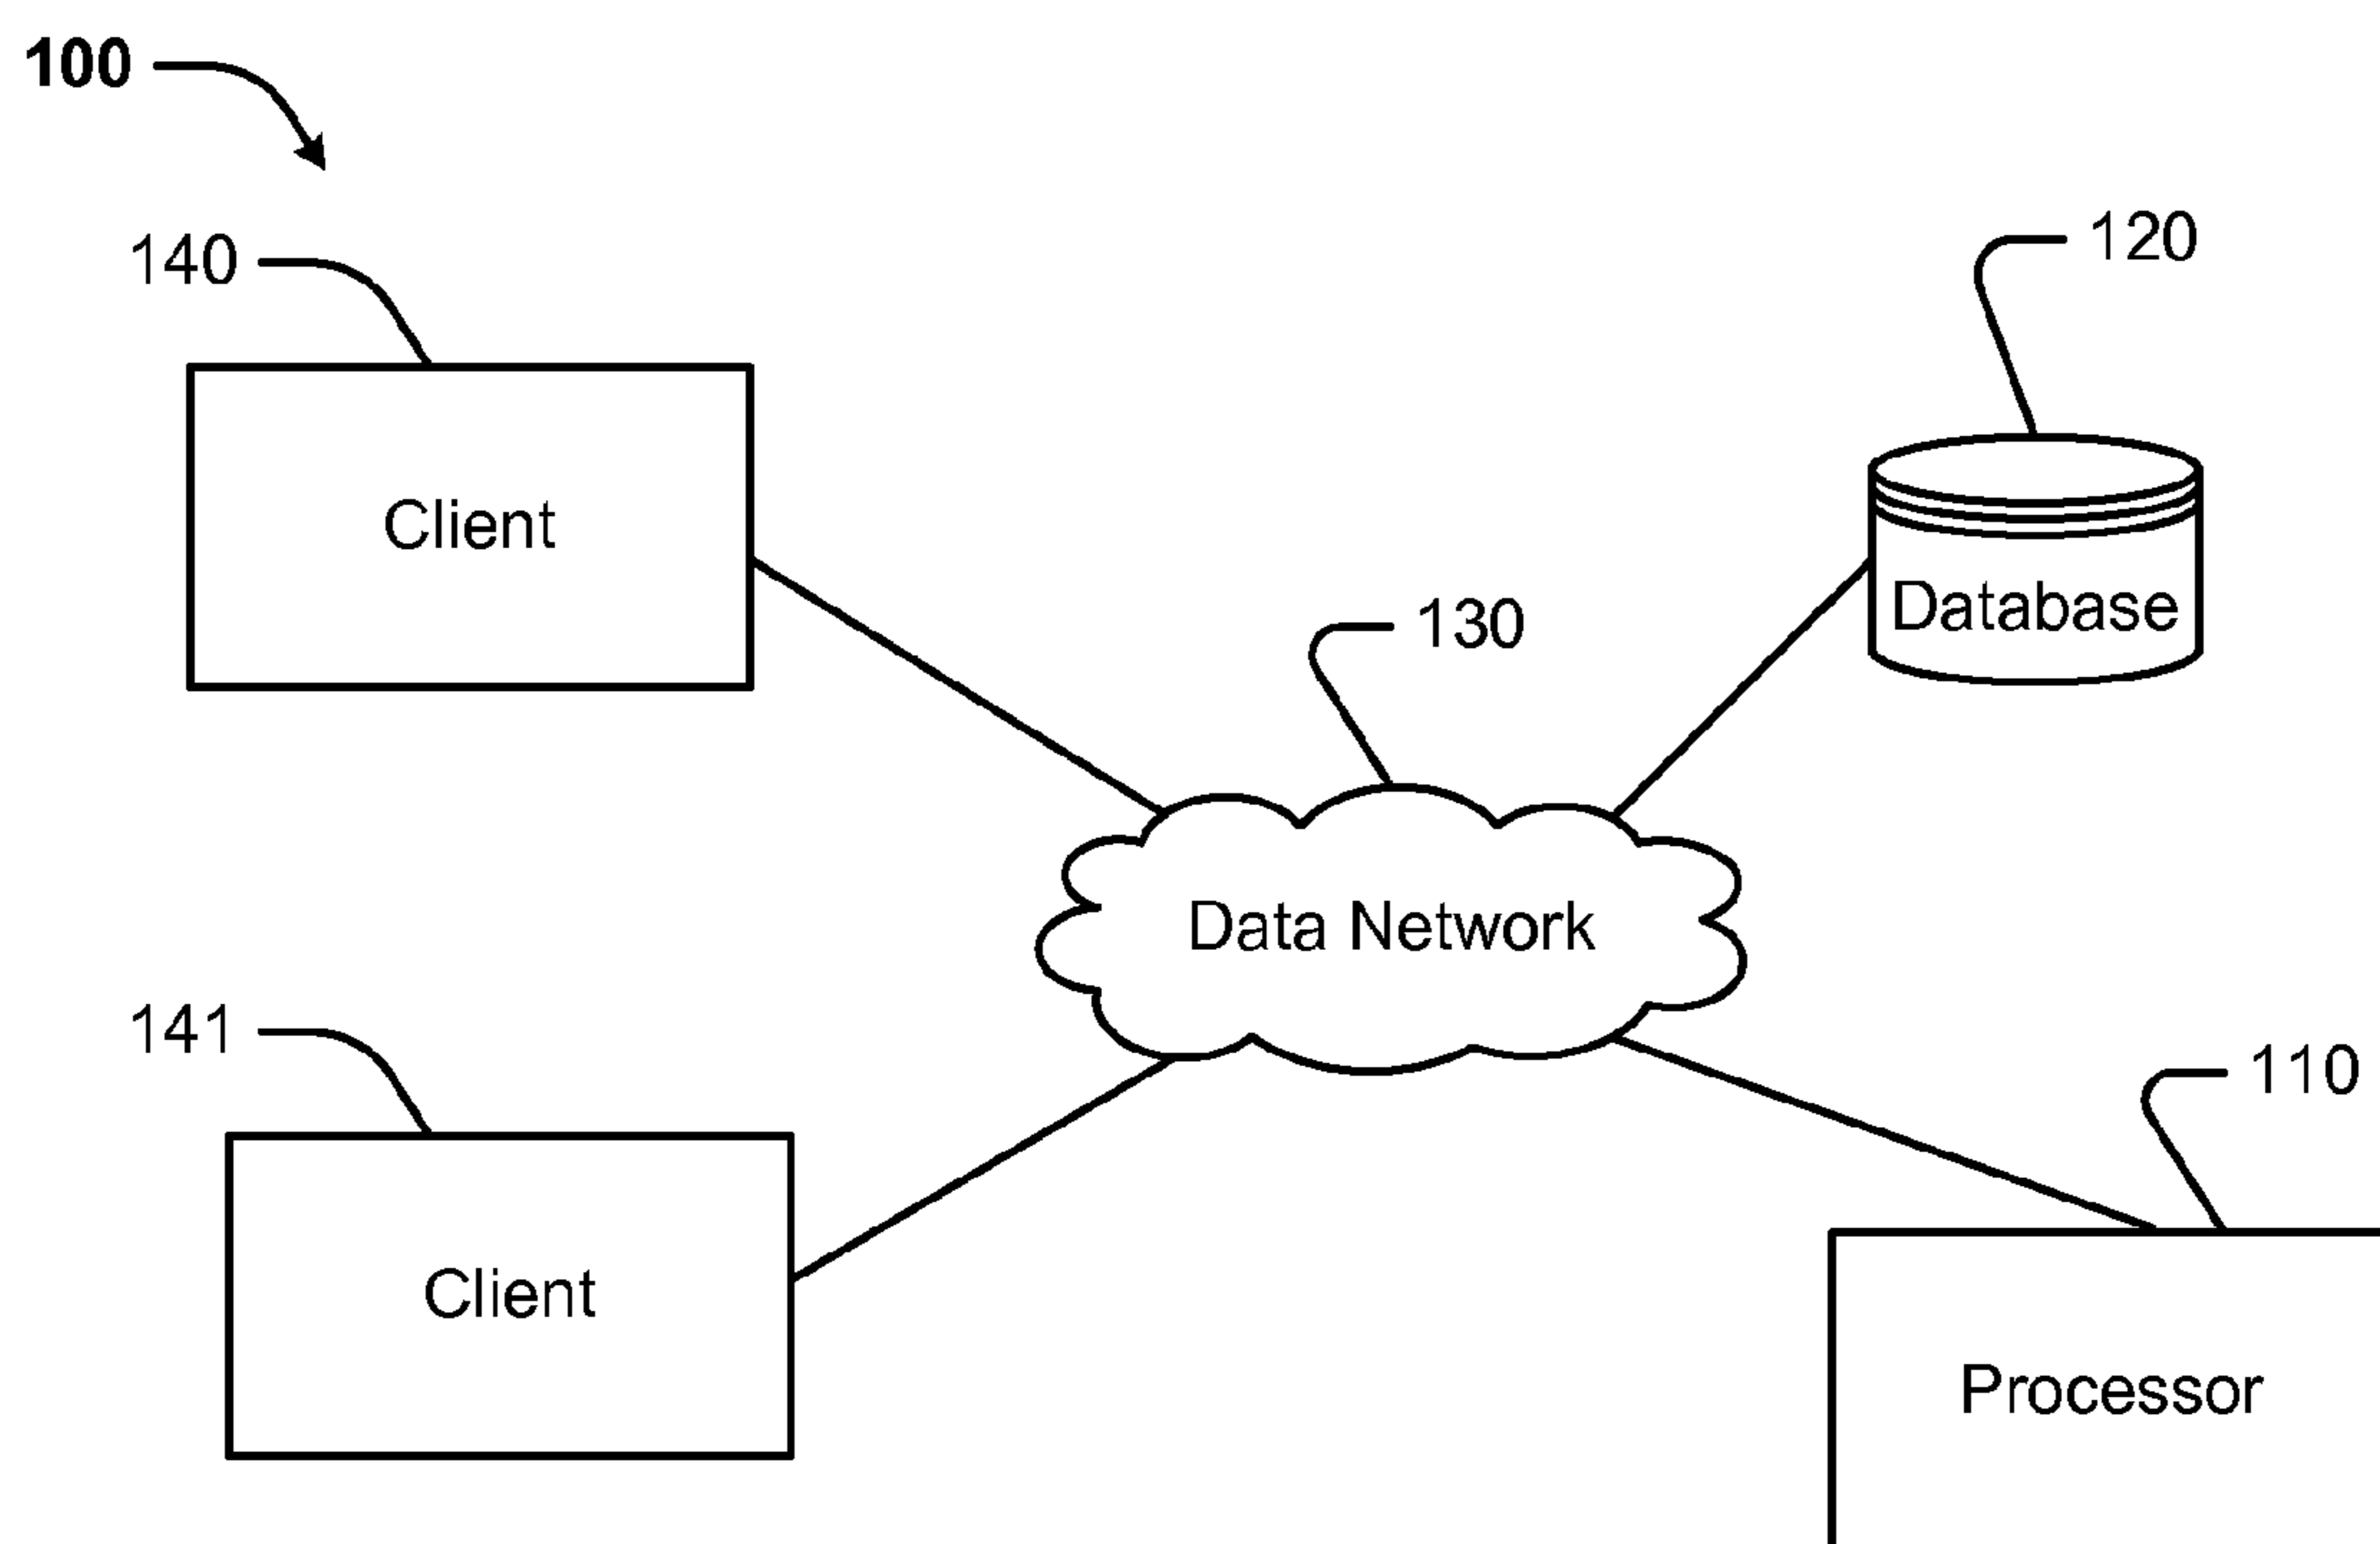 100
140
120
Client
Database
130
Data Network
141
110
Client
Processor